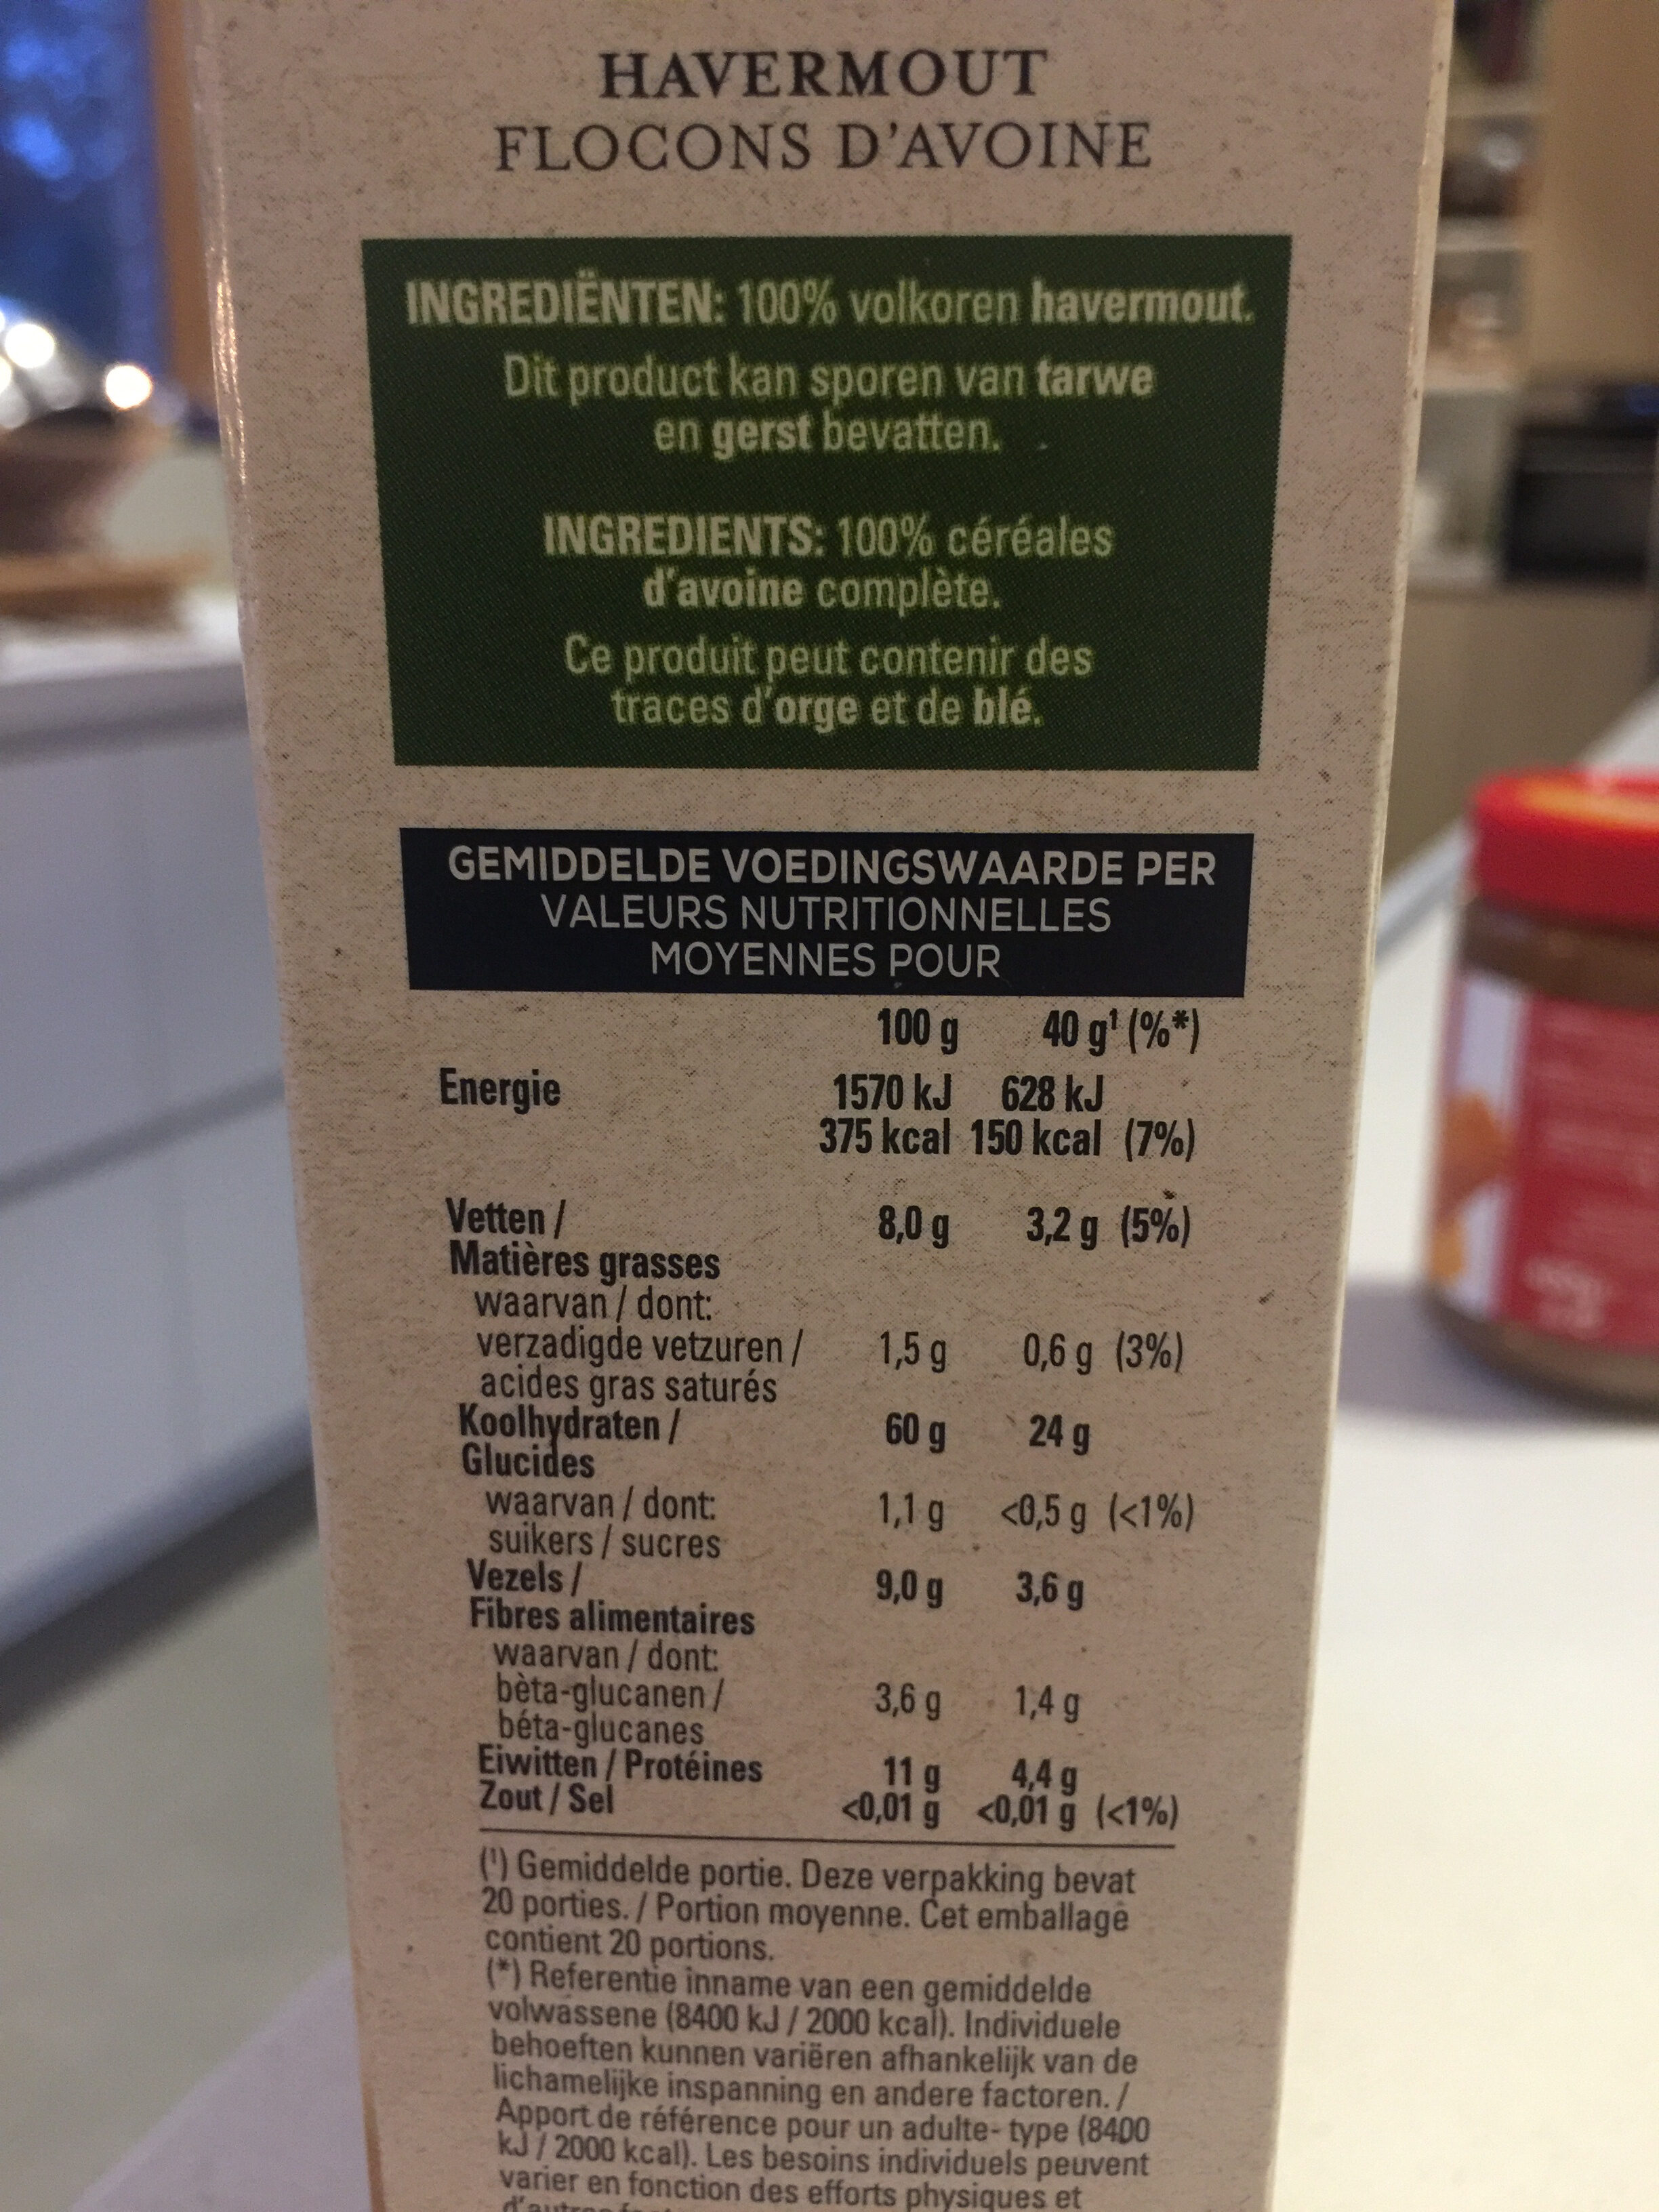 HAVERMOUT
FLOCONS D'AVOINE
INGREDIËNTEN: 100% volkoren havermout.
Dit product kan sporen van tarwe
en gerst bevatten.
INGREDIENTS: 100% céréales
d'avoine complète.
Ce produit peut contenir des
traces d'orge et de blé.
GEMIDDELDE VOEDINGSWAARDE PER
VALEURS NUTRITIONNELLES
MOYENNES POUR
100 g 40 g¹ (%*)
Energie 1570 kJ 628 kJ
375 kcal 150 kcal (7%)
Vetten / 8,0 g 3,2 g (5%)
Matières grasses
waarvan / dont:
verzadigde vetzuren / 1,5 g 0,6 g (3%)
acides gras saturés
Koolhydraten / 60 g 24 g
Glucides
waarvan / dont: 1,1 g <0,5 g (<1%)
suikers / sucres
Vezels / 9,0 g 3,6 g
Fibres alimentaires
waarvan / dont:
bèta-glucanen / 3,6 g 1,4 g
béta-glucanes
Eiwitten / Protéines 11 g 4,4 g
Zout / Sel <0,01 g <0,01 g (<1%)
(¹) Gemiddelde portie. Deze verpakking bevat
20 porties. / Portion moyenne. Cet emballage
contient 20 portions.
(*) Referentie inname van een gemiddelde
volwassene (8400 kJ / 2000 kcal). Individuele
behoeften kunnen variëren afhankelijk van de
lichamelijke inspanning en andere factoren. /
Apport de référence pour un adulte- type (8400
kJ / 2000 kcal). Les besoins individuels peuvent
varier en fonction des efforts physiques et